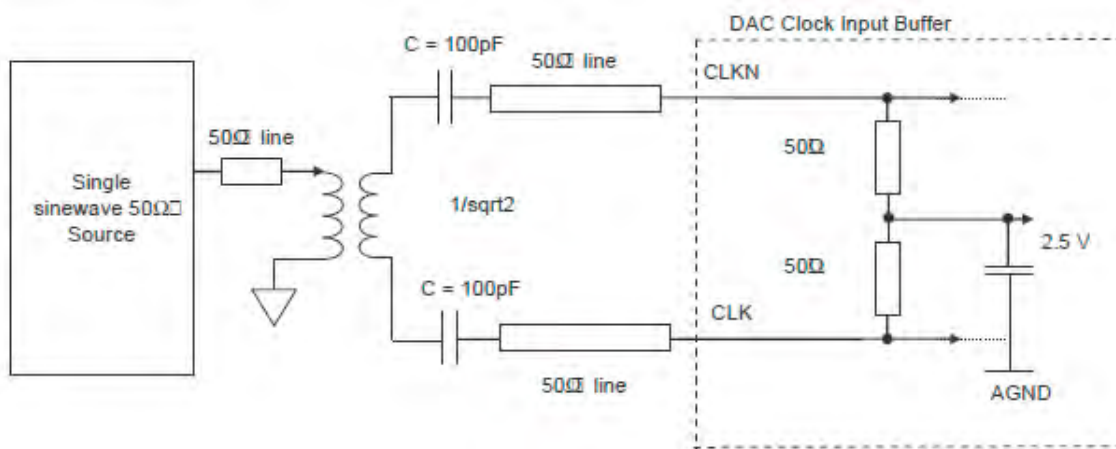 DAC Clock Input Buffer
C = 100pF
50Ω line
CLKN
50Ω line
50Ω
Single
sinewave 50Ω□
Source
1/sqrt2
2.5 V
50Ω
C = 100pF
CLK
50Ω line
AGND